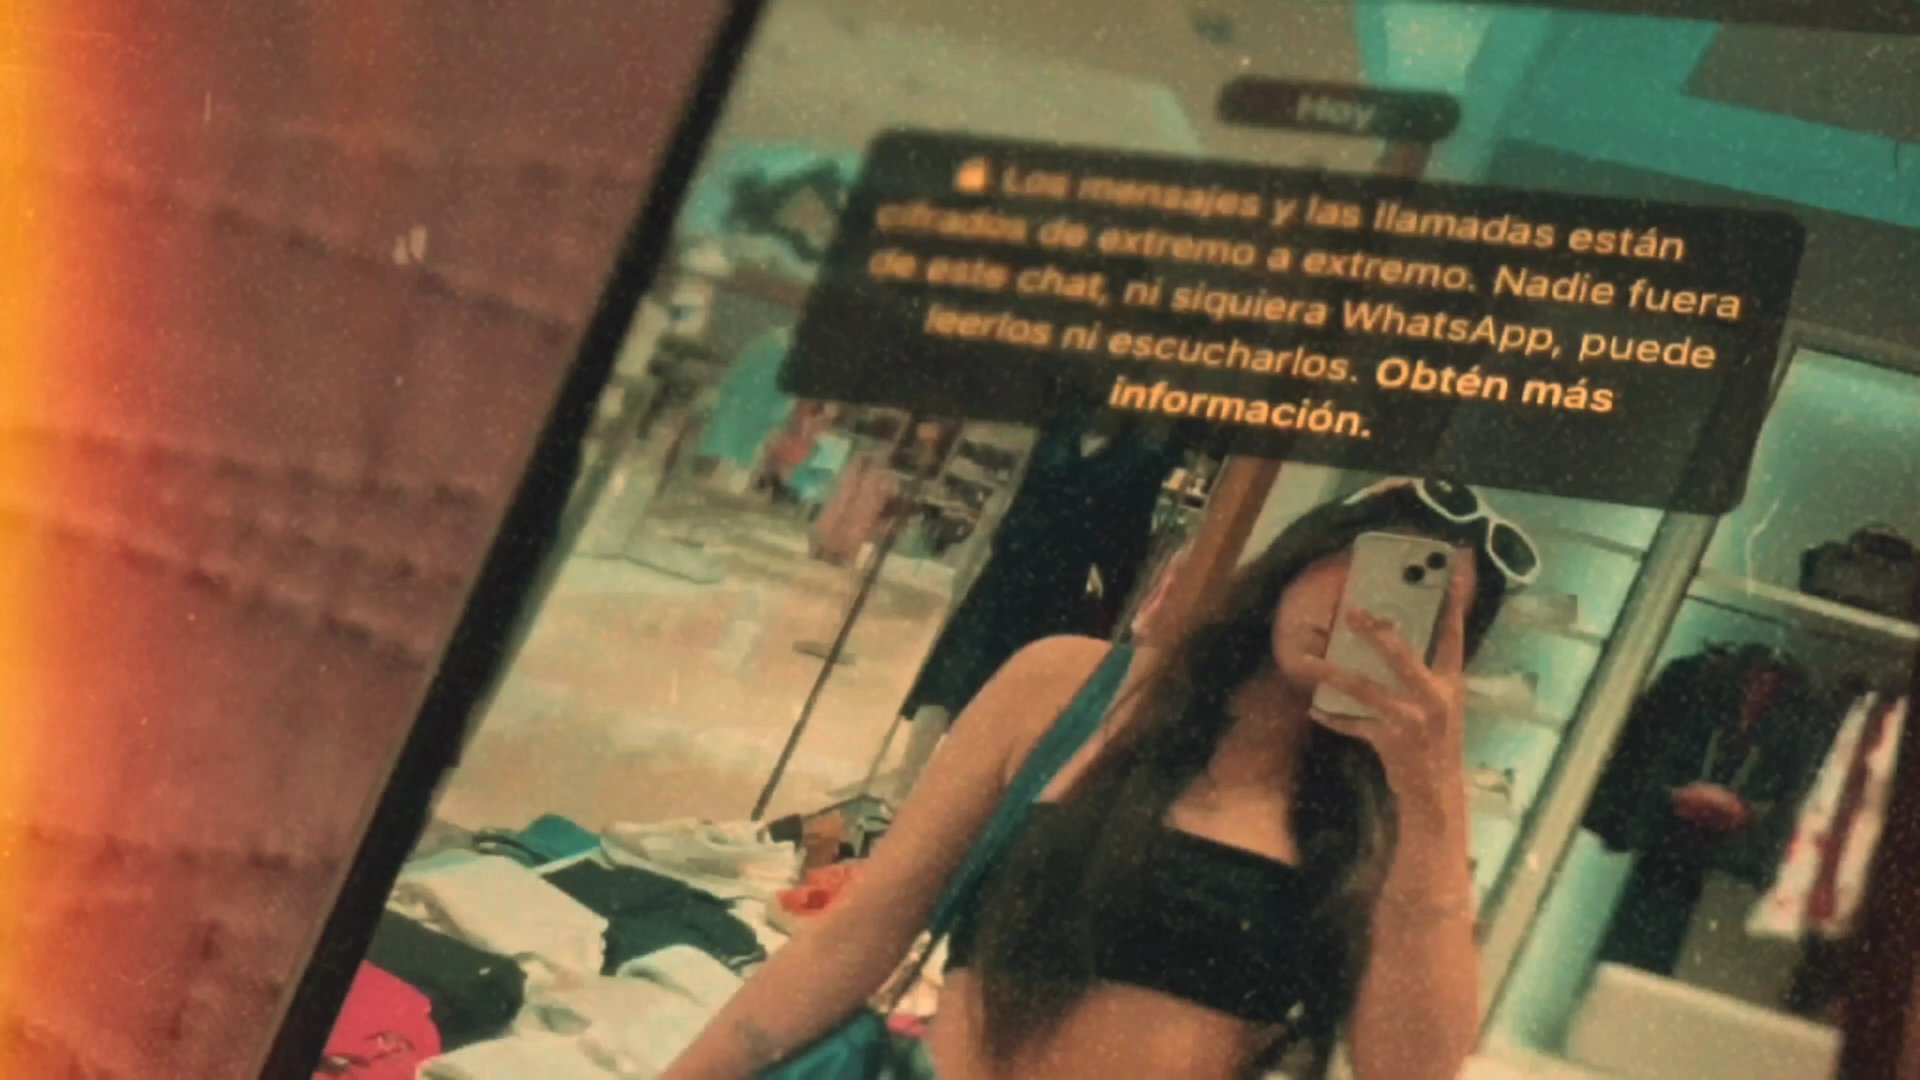 Hoy
Los mensajes y las llamadas están
cifrados de extremo a extremo. Nadie fuera
de este chat, ni siquiera WhatsApp, puede
leerlos ni escucharlos. Obtén más
información.